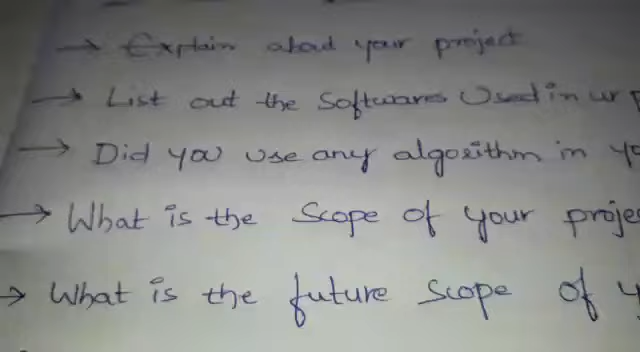 → Explain about your project
→ List out the Softwares Used in ur
→ Did you use any algorithm in
→ What is the Scope of your proje
→ What is the future Scope of